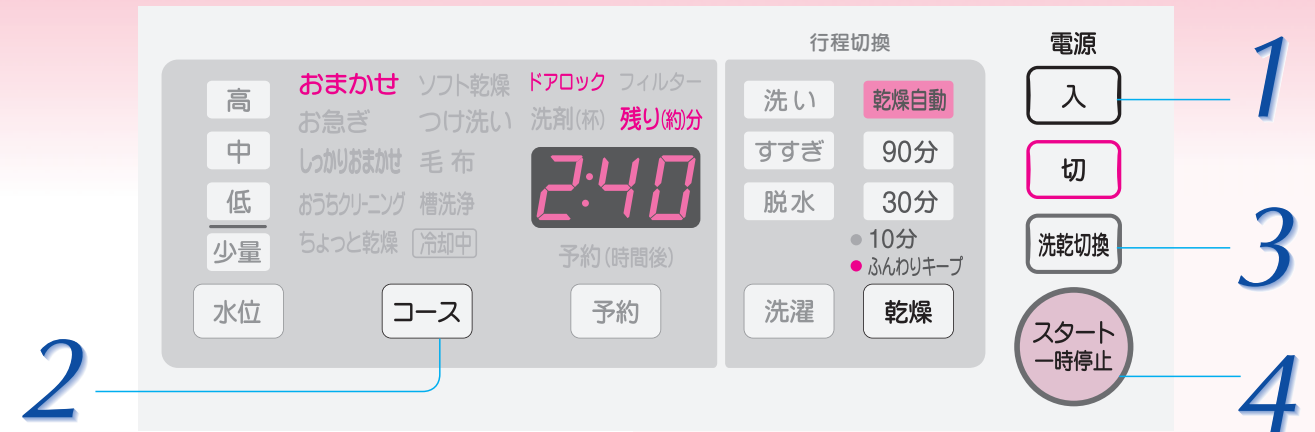 行程切換
電源
1
高
おまかせ
ソフト乾燥
ドアロック
フィルター
洗い
乾燥自動
入
お急ぎ
つけ洗い
洗剤(杯)
残り(約)分
中
しっかりおまかせ
毛布
2:40
すすぎ
90分
切
低
おうちクリーニング
槽洗浄
脱水
30分
少量
ちょっと乾燥
冷却中
予約(時間後)
10分
ふんわりキープ
洗乾切換
3
水位
コース
予約
洗濯
乾燥
スタート
一時停止
2
4